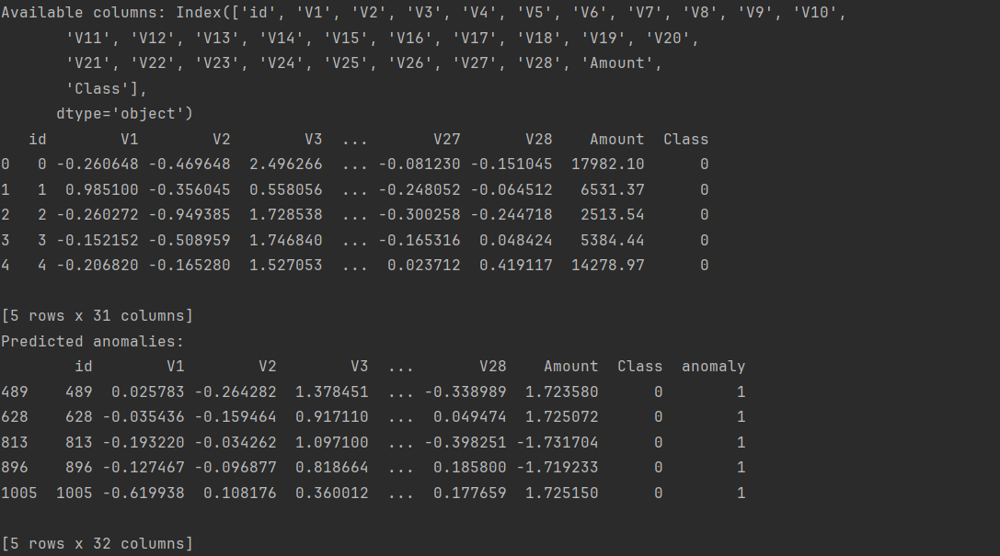 Available columns: Index(['id', 'V1', 'V2', 'V3', 'V4', 'V5', 'V6', 'V7', 'V8', 'V9', 'V10',
       'V11', 'V12', 'V13', 'V14', 'V15', 'V16', 'V17', 'V18', 'V19', 'V20',
       'V21', 'V22', 'V23', 'V24', 'V25', 'V26', 'V27', 'V28', 'Amount',
       'Class'],
      dtype='object')
   id        V1        V2        V3  ...       V27       V28    Amount  Class
0   0 -0.260648 -0.469648  2.496266  ... -0.081230 -0.151045  17982.10      0
1   1  0.985100 -0.356045  0.558056  ... -0.248052 -0.064512   6531.37      0
2   2 -0.260272 -0.949385  1.728538  ... -0.300258 -0.244718   2513.54      0
3   3 -0.152152 -0.508959  1.746840  ... -0.165316  0.048424   5384.44      0
4   4 -0.206820 -0.165280  1.527053  ...  0.023712  0.419117  14278.97      0
[5 rows x 31 columns]
Predicted anomalies:
        id        V1        V2        V3  ...       V28    Amount  Class  anomaly
489    489  0.025783 -0.264282  1.378451  ... -0.338989  1.723580      0        1
628    628 -0.035436 -0.159464  0.917110  ...  0.049474  1.725072      0        1
813    813 -0.193220 -0.034262  1.097100  ... -0.398251 -1.731704      0        1
896    896 -0.127467 -0.096877  0.818664  ...  0.185800 -1.719233      0        1
1005  1005 -0.619938  0.108176  0.360012  ...  0.177659  1.725150      0        1
[5 rows x 32 columns]